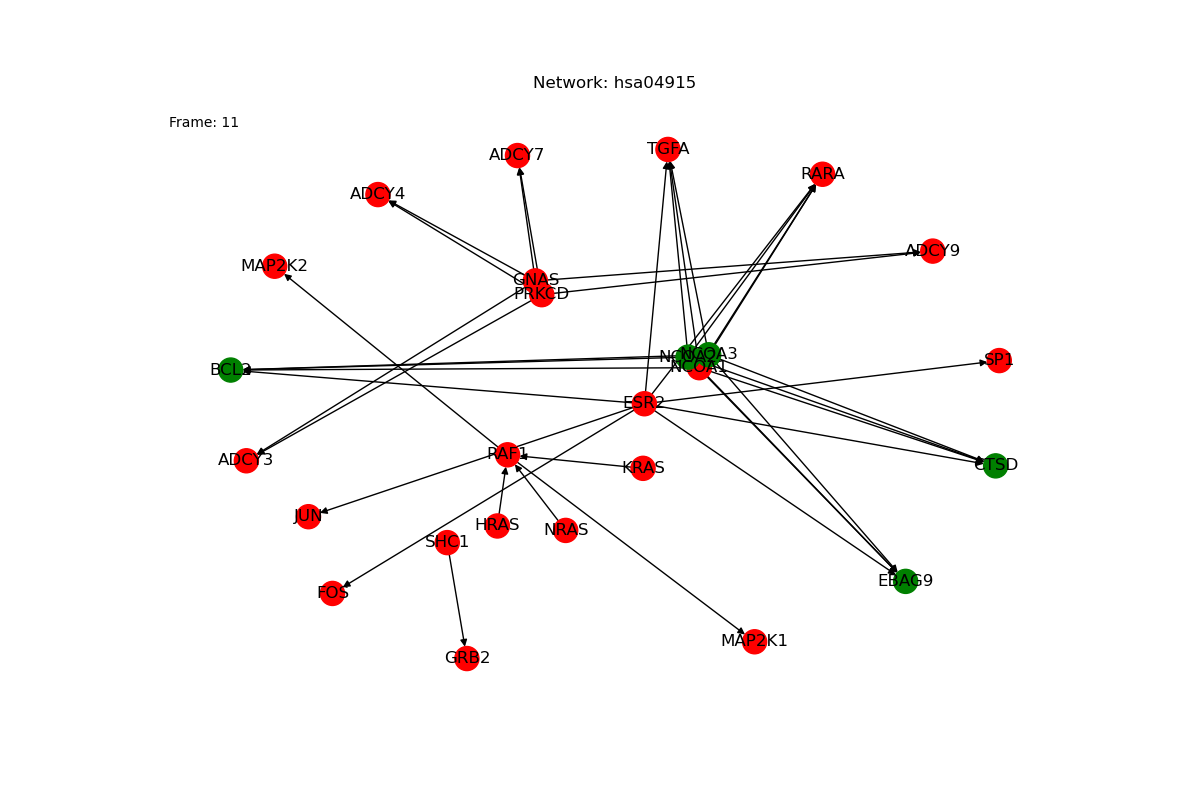 Network: hsa04915
Frame: 11
TGFA
ADCY7
RARA
ADCY4
ADCY9
MAP2K2
GNAS
PRKCD
NCOA3
SP1
NCOA1
BCL2
ESR2
RAF1
ADCY3
KRAS
CTSD
JUN
HRAS
NRAS
SHC1
EBAG9
FOS
MAP2K1
GRB2